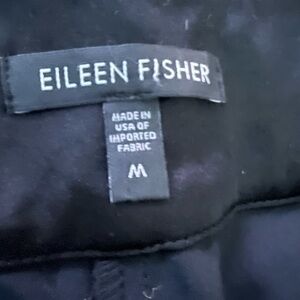 EILEEN FISHER
MADE IN
USA OF
IMPORTED
FABRIC
M